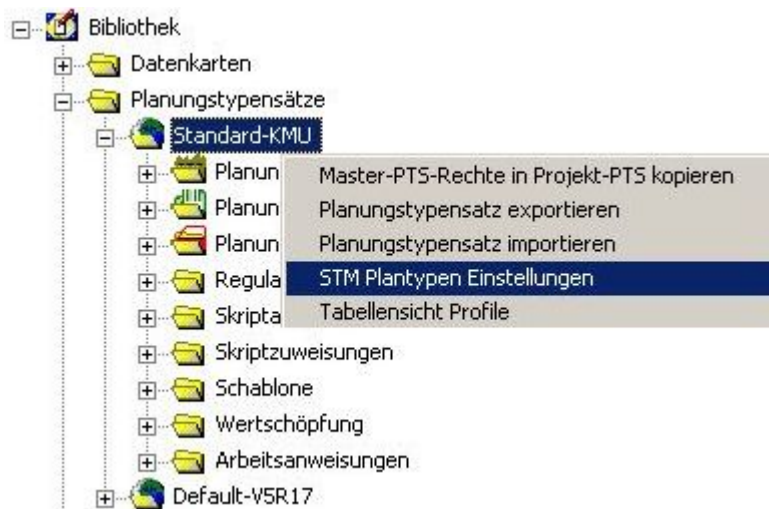 Bibliothek
Datenkarten
Planungstypensätze
Standard-KMU
Planun
Master-PTS-Rechte in Projekt-PTS kopieren
Planun
Planungstypensatz exportieren
Planun
Planungstypensatz importieren
Regula
STM Plantypen Einstellungen
Skripta
Tabellensicht Profile
Skriptzuweisungen
Schablone
Wertschöpfung
Arbeitsanweisungen
Default-V5R17